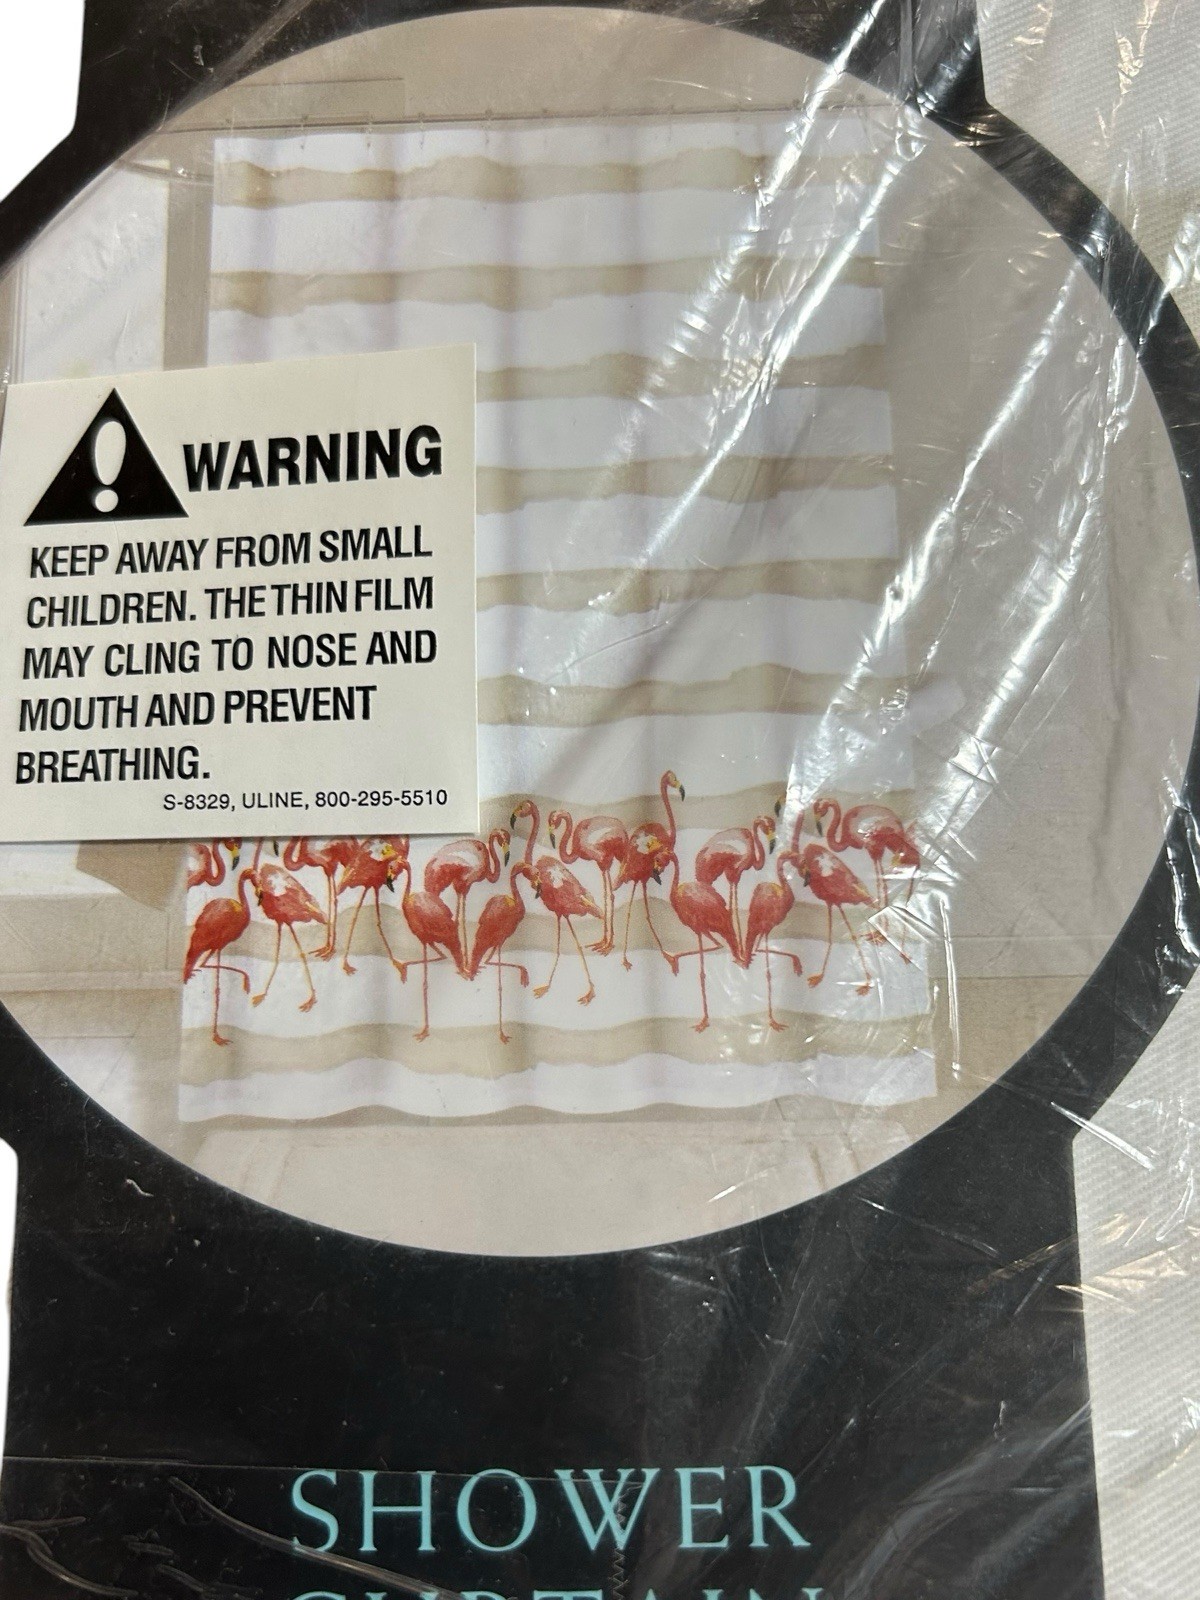 WARNING
KEEP AWAY FROM SMALL
CHILDREN. THE THIN FILM
MAY CLING TO NOSE AND
MOUTH AND PREVENT
BREATHING.
S-8329, ULINE, 800-295-5510
SHOWER
CURTAIN